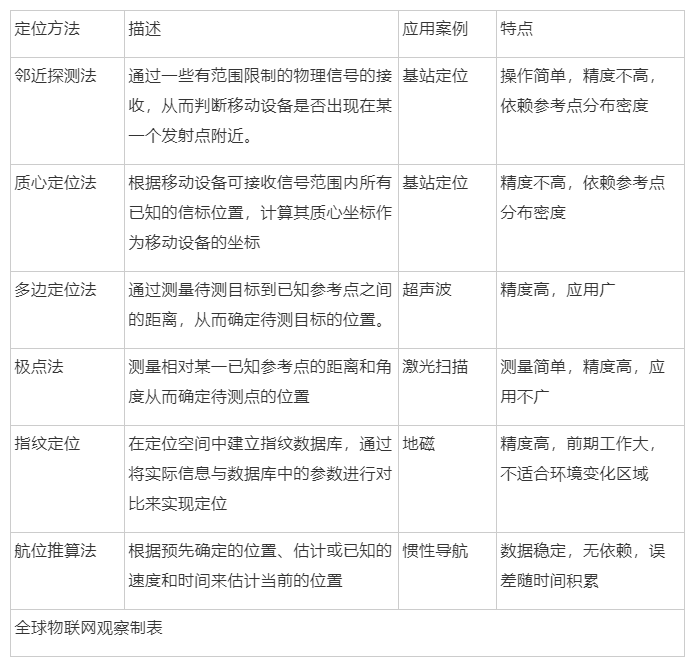 定位方法
描述
应用案例
特点
邻近探测法
通过一些有范围限制的物理信号的接
收，从而判断移动设备是否出现在某
一个发射点附近。
基站定位
操作简单，精度不高，
依赖参考点分布密度
质心定位法
根据移动设备可接收信号范围内所有
已知的信标位置，计算其质心坐标作
为移动设备的坐标
基站定位
精度不高，依赖参考点
分布密度
多边定位法
通过测量待测目标到已知参考点之间
的距离，从而确定待测目标的位置。
超声波
精度高，应用广
极点法
测量相对某一已知参考点的距离和角
度从而确定待测点的位置
激光扫描
测量简单，精度高，应
用不广
指纹定位
在定位空间中建立指纹数据库，通过
将实际信息与数据库中的参数进行对
比来实现定位
地磁
精度高，前期工作大，
不适合环境变化区域
航位推算法
根据预先确定的位置、估计或已知的
速度和时间来估计当前的位置
惯性导航
数据稳定，无依赖，误
差随时间积累
全球物联网观察制表